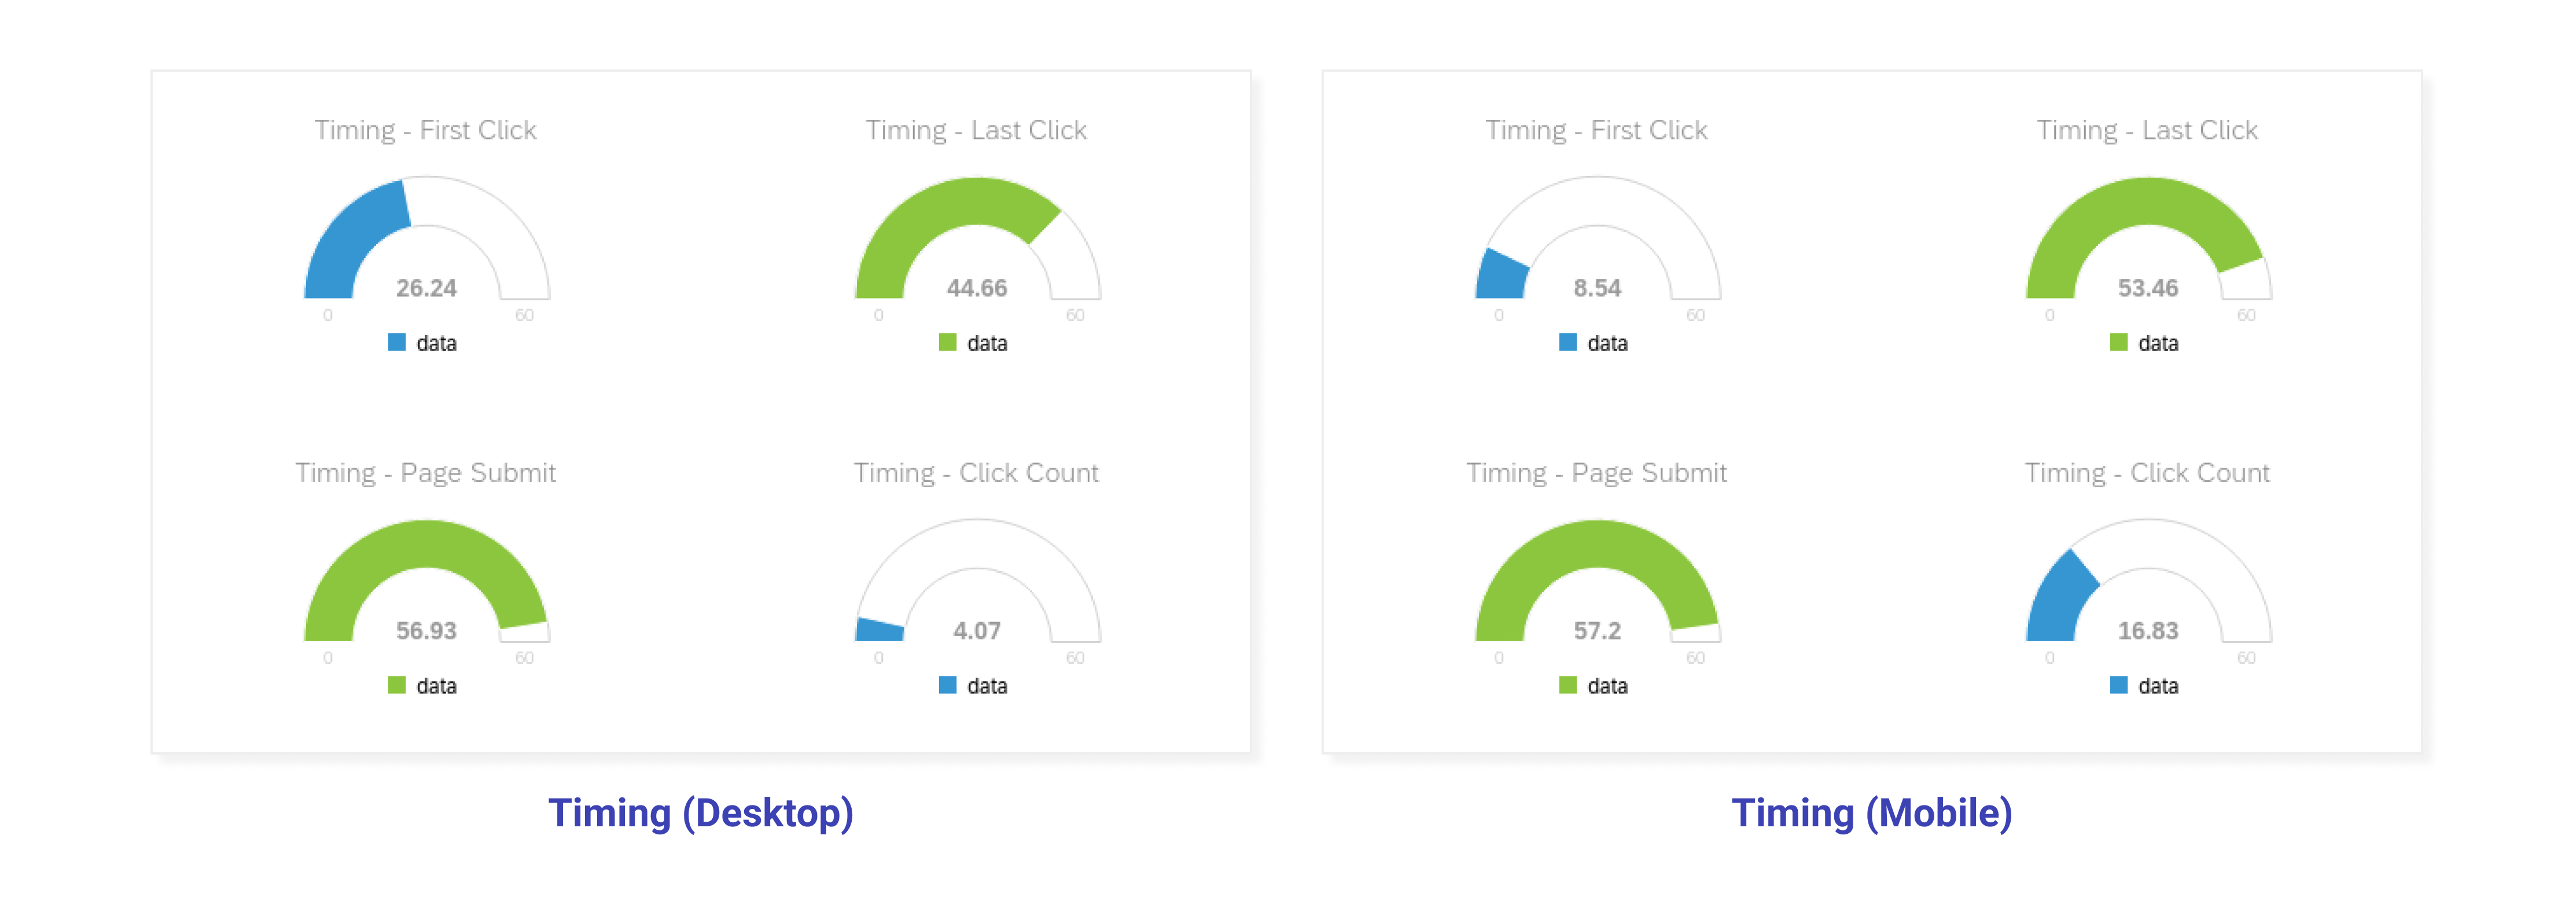 Timing - First Click
Timing - Last Click
26.24
0
60
data
44.66
0
60
data
Timing - Page Submit
Timing - Click Count
56.93
0
60
data
4.07
0
60
data
Timing (Desktop)
Timing - First Click
Timing - Last Click
8.54
0
60
data
53.46
0
60
data
Timing - Page Submit
Timing - Click Count
57.2
0
60
data
16.83
0
60
data
Timing (Mobile)